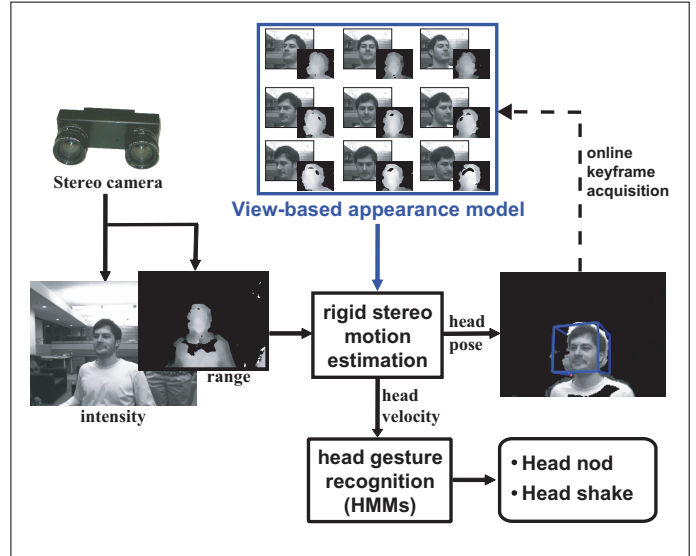 Stereo camera
View-based appearance model
online
keyframe
acquisition
intensity
range
rigid stereo
motion
estimation
head
pose
head
velocity
head gesture
recognition
(HMMs)
• Head nod
• Head shake